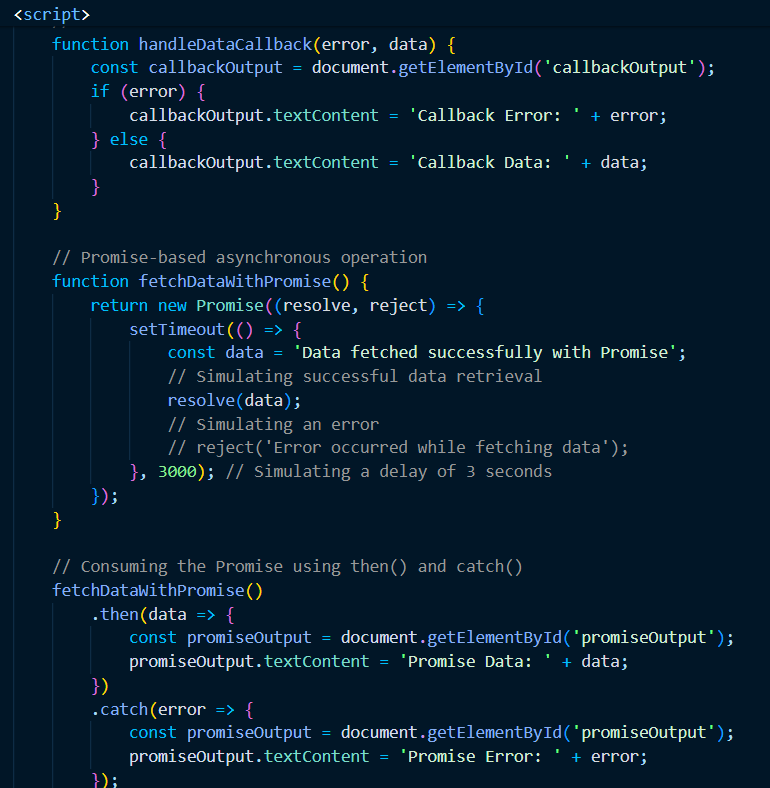 <script>
function handleDataCallback(error, data) {
const callbackOutput = document.getElementById('callbackOutput');
if (error) {
callbackOutput.textContent = 'Callback Error: ' + error;
} else {
callbackOutput.textContent = 'Callback Data: ' + data;
}
}
// Promise-based asynchronous operation
function fetchDataWithPromise() {
return new Promise((resolve, reject) => {
setTimeout(() => {
const data = 'Data fetched successfully with Promise';
// Simulating successful data retrieval
resolve(data);
// Simulating an error
// reject('Error occurred while fetching data');
}, 3000); // Simulating a delay of 3 seconds
});
}
// Consuming the Promise using then() and catch()
fetchDataWithPromise()
.then(data => {
const promiseOutput = document.getElementById('promiseOutput');
promiseOutput.textContent = 'Promise Data: ' + data;
})
.catch(error => {
const promiseOutput = document.getElementById('promiseOutput');
promiseOutput.textContent = 'Promise Error: ' + error;
});